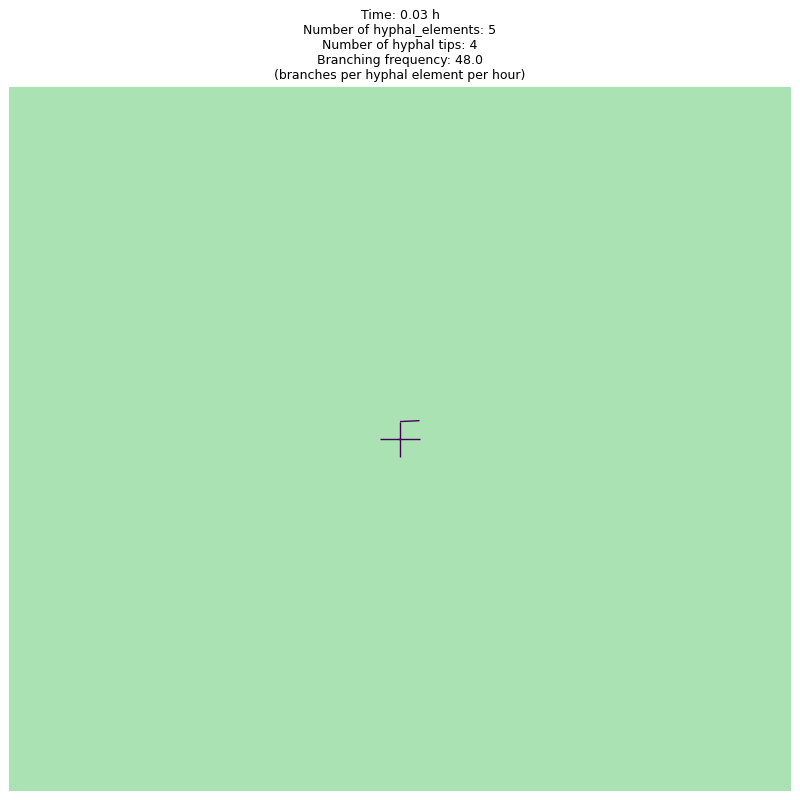 Time: 0.03 h
Number of hyphal_elements: 5
Number of hyphal tips: 4
Branching frequency: 48.0
(branches per hyphal element per hour)